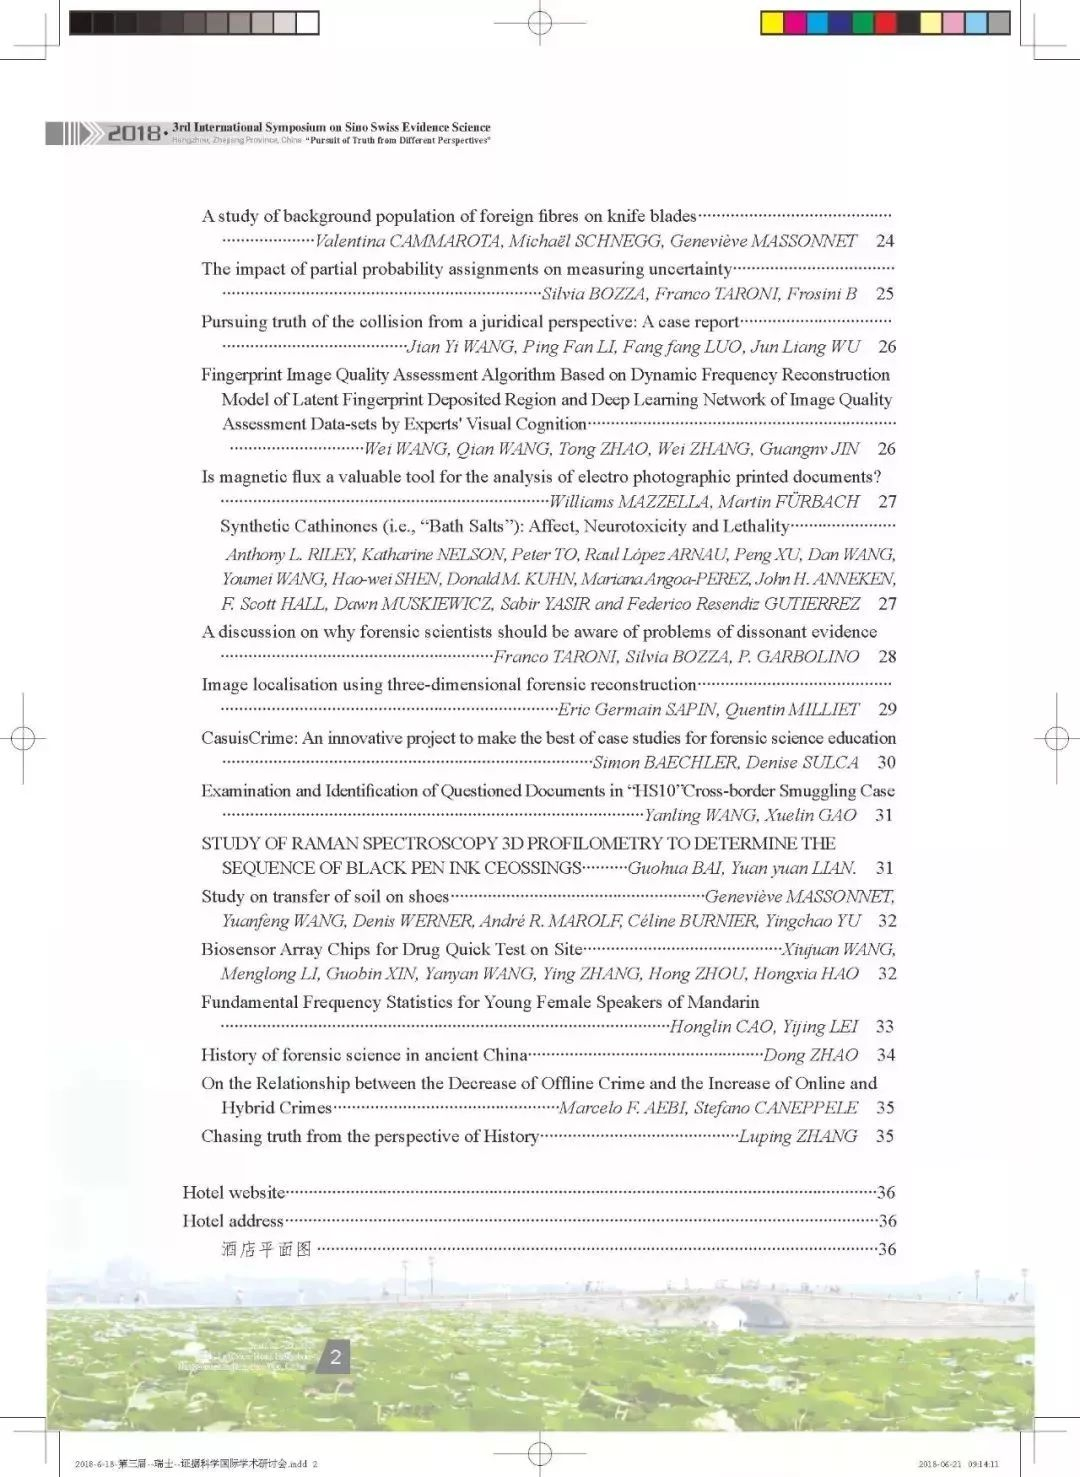 2018· 3rd International Symposium on Sino Swiss Evidence Science
Hangzhou, Zhejiang Province, China "Pursuit of Truth from Different Perspectives"
A study of background population of foreign fibres on knife blades
Valentina CAMMAROTA, Michaël SCHNEGG, Geneviève MASSONNET 24
The impact of partial probability assignments on measuring uncertainty
Silvia BOZZA, Franco TARONI, Frosini B 25
Pursuing truth of the collision from a juridical perspective: A case report
Jian Yi WANG, Ping Fan LI, Fang fang LUO, Jun Liang WU 26
Fingerprint Image Quality Assessment Algorithm Based on Dynamic Frequency Reconstruction
Model of Latent Fingerprint Deposited Region and Deep Learning Network of Image Quality
Assessment Data-sets by Experts' Visual Cognition
Wei WANG, Qian WANG, Tong ZHAO, Wei ZHANG, Guangnv JIN 26
Is magnetic flux a valuable tool for the analysis of electro photographic printed documents?
Williams MAZZELLA, Martin FÜRBACH 27
Synthetic Cathinones (i.e., “Bath Salts”): Affect, Neurotoxicity and Lethality
Anthony L. RILEY, Katharine NELSON, Peter TO, Raul López ARNAU, Peng XU, Dan WANG,
Youmei WANG, Hao-wei SHEN, Donald M. KUHN, Mariana Angoa-PEREZ, John H. ANNEKEN,
F. Scott HALL, Dawn MUSKIEWICZ, Sabir YASIR and Federico Resendiz GUTIERREZ 27
A discussion on why forensic scientists should be aware of problems of dissonant evidence
Franco TARONI, Silvia BOZZA, P. GARBOLINO 28
Image localisation using three-dimensional forensic reconstruction
Eric Germain SAPIN, Quentin MILLIET 29
CasuisCrime: An innovative project to make the best of case studies for forensic science education
Simon BAECHLER, Denise SULCA 30
Examination and Identification of Questioned Documents in “HS10”Cross-border Smuggling Case
Yanling WANG, Xuelin GAO 31
STUDY OF RAMAN SPECTROSCOPY 3D PROFILOMETRY TO DETERMINE THE
SEQUENCE OF BLACK PEN INK CEOSSINGS Guohua BAI, Yuan yuan LIAN. 31
Study on transfer of soil on shoes Geneviève MASSONNET,
Yuanfeng WANG, Denis WERNER, André R. MAROLF, Céline BURNIER, Yingchao YU 32
Biosensor Array Chips for Drug Quick Test on Site Xiujuan WANG,
Menglong LI, Guobin XIN, Yanyan WANG, Ying ZHANG, Hong ZHOU, Hongxia HAO 32
Fundamental Frequency Statistics for Young Female Speakers of Mandarin
Honglin CAO, Yijing LEI 33
History of forensic science in ancient China Dong ZHAO 34
On the Relationship between the Decrease of Offline Crime and the Increase of Online and
Hybrid Crimes Marcelo F. AEBI, Stefano CANEPPELE 35
Chasing truth from the perspective of History Luping ZHANG 35
Hotel website 36
Hotel address 36
酒店平面图 36
2
2018-6-18-第三届--瑞士--证据科学国际学术研讨会.indd 2
2018-06-21 09:14:11